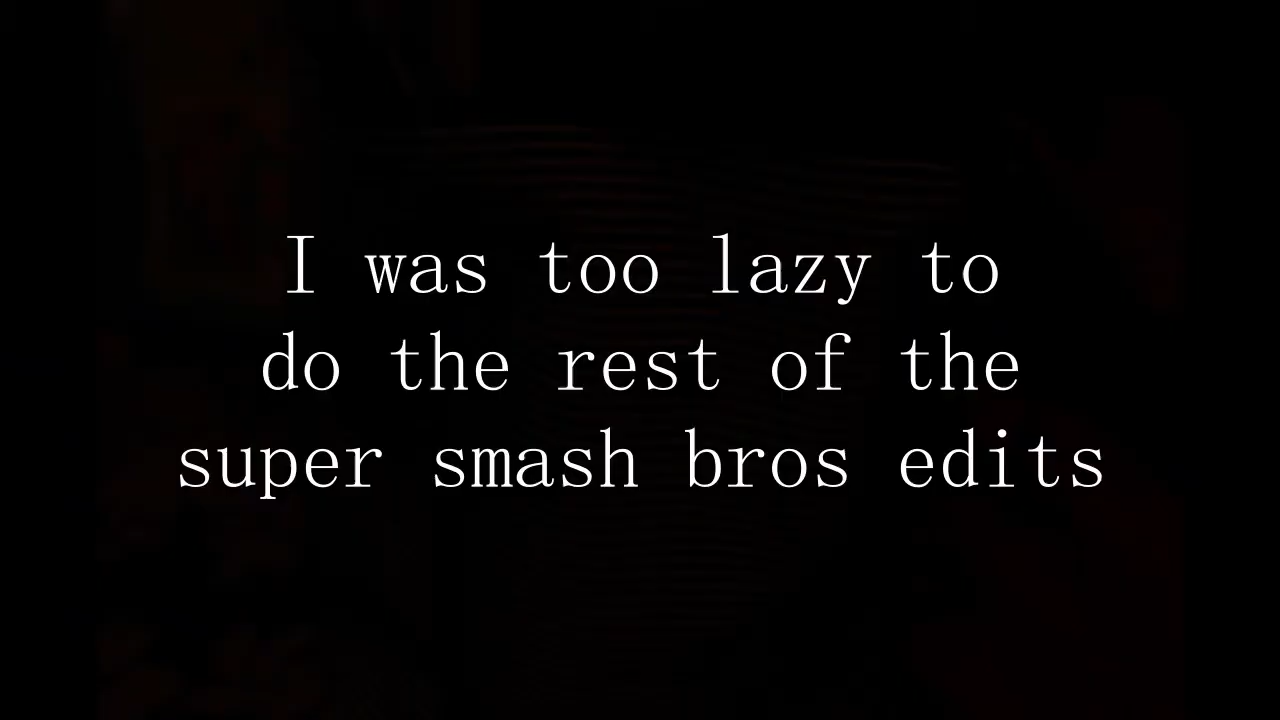 I was too lazy to
do the rest of the
super smash bros edits